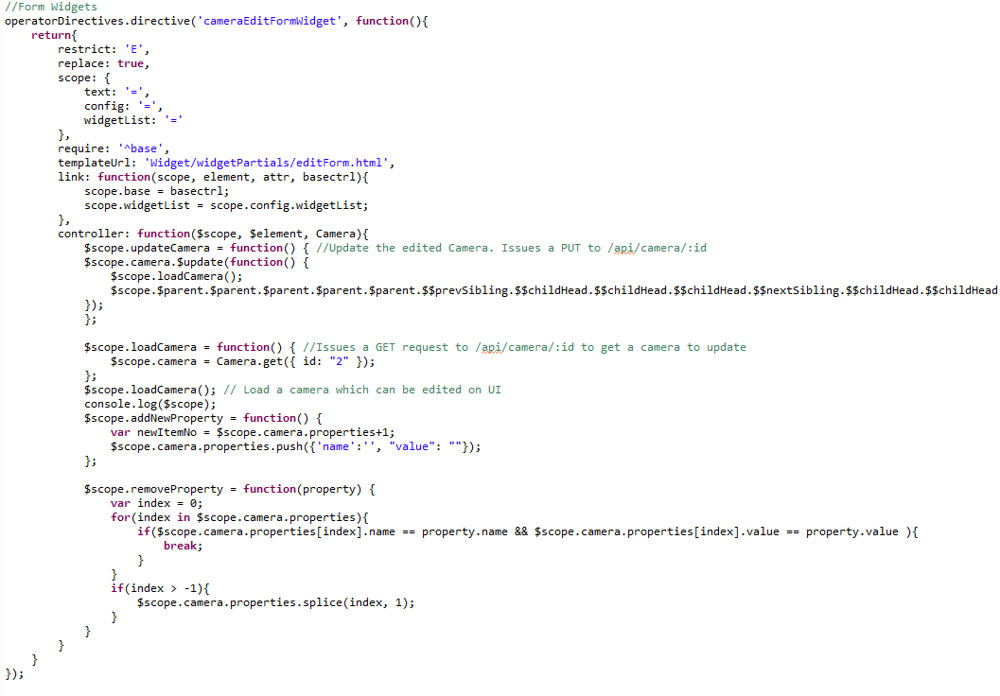 //Form Widgets
operatorDirectives.directive('cameraEditFormWidget', function(){
    return{
        restrict: 'E',
        replace: true,
        scope: {
            text: '=',
            config: '=',
            widgetList: '='
        },
        require: '^base',
        templateUrl: 'Widget/widgetPartials/editForm.html',
        link: function(scope, element, attr, basectrl){
            scope.base = basectrl;
            scope.widgetList = scope.config.widgetList;
        },
        controller: function($scope, $element, Camera){
            $scope.updateCamera = function() { //Update the edited Camera. Issues a PUT to /api/camera/:id
            $scope.camera.$update(function() {
                $scope.loadCamera();
                $scope.$parent.$parent.$parent.$parent.$parent.$$prevSibling.$$childHead.$$childHead.$$childHead.$$nextSibling.$$childHead.$$childHead
            });
            };

            $scope.loadCamera = function() { //Issues a GET request to /api/camera/:id to get a camera to update
                $scope.camera = Camera.get({ id: "2" });
            };
            $scope.loadCamera(); // Load a camera which can be edited on UI
            console.log($scope);
            $scope.addNewProperty = function() {
                var newItemNo = $scope.camera.properties+1;
                $scope.camera.properties.push({'name':'', "value": ""});
            };

            $scope.removeProperty = function(property) {
                var index = 0;
                for(index in $scope.camera.properties){
                    if($scope.camera.properties[index].name == property.name && $scope.camera.properties[index].value == property.value ){
                        break;
                    }
                }
                if(index > -1){
                    $scope.camera.properties.splice(index, 1);
                }
            }
        }
    }
});